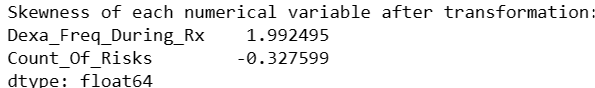 Skewness of each numerical variable after transformation:
Dexa_Freq_During_Rx    1.992495
Count_Of_Risks        -0.327599
dtype: float64